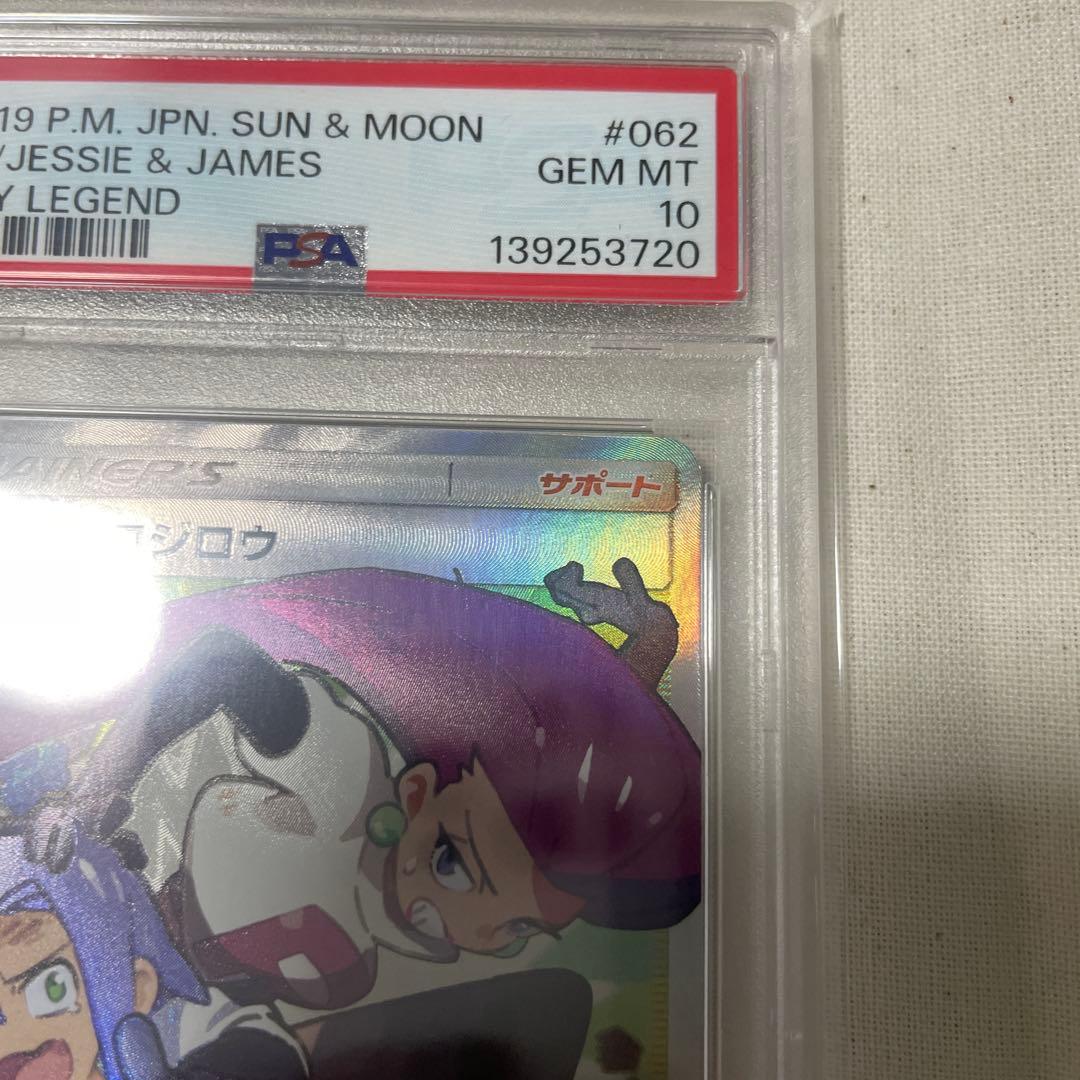 19 P.M. JPN. SUN & MOON #062
/JESSIE & JAMES GEM MT
Y LEGEND 10
PSA 139253720
AINER'S サポート
ジロウ